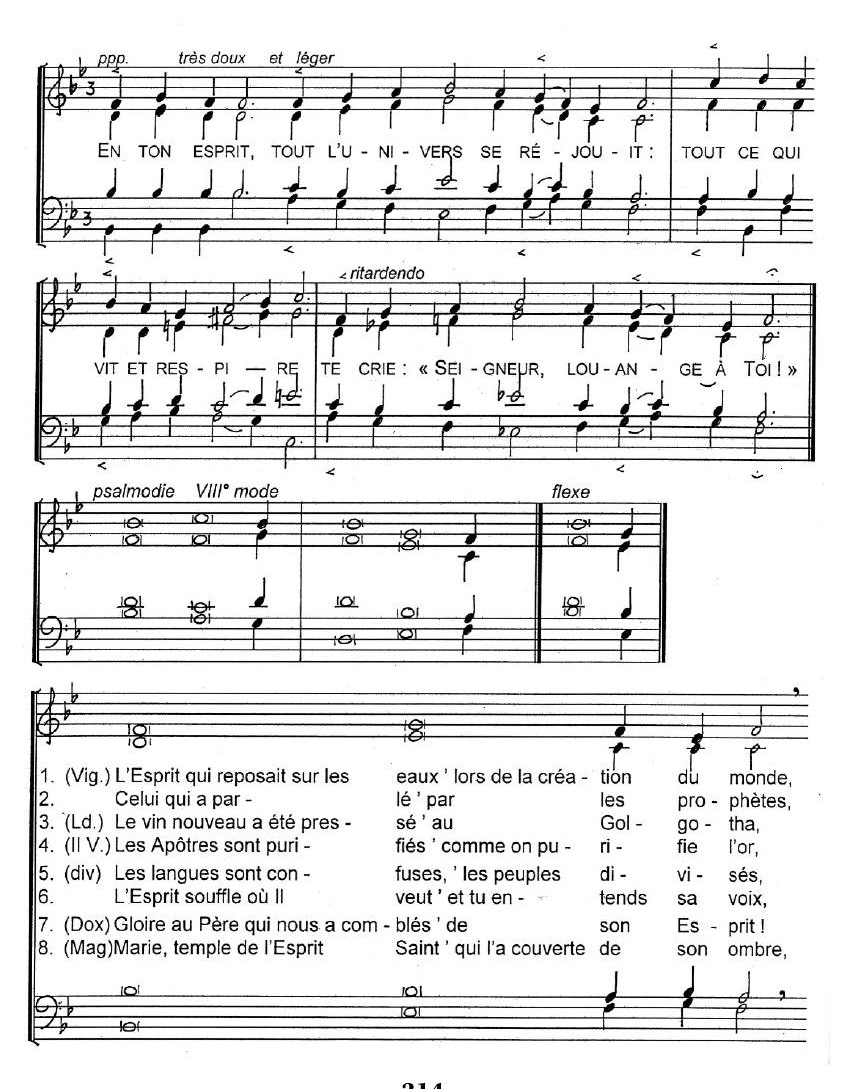 ppp. très doux et léger
EN TON ESPRIT, TOUT L'U - NI - VERS SE RÉ - JOU - IT : TOUT CE QUI
ritardendo
VIT ET RES - PI — RE TE CRIE : « SEI - GNEUR, LOU - AN - GE À TOI ! »
psalmodie VIII° mode flexe
1. (Vig.) L'Esprit qui reposait sur les eaux ' lors de la créa - tion du monde,
2. Celui qui a par - lé ' par les pro - phètes,
3. (Ld.) Le vin nouveau a été pres - sé ' au Gol - go - tha,
4. (II V.) Les Apôtres sont puri - fiés ' comme on pu - ri - fie l'or,
5. (div) Les langues sont con - fuses, ' les peuples di - vi - sés,
6. L'Esprit souffle où Il veut ' et tu en - tends sa voix,
7. (Dox) Gloire au Père qui nous a com - blés ' de son Es - prit !
8. (Mag) Marie, temple de l'Esprit Saint ' qui l'a couverte de son ombre,
314